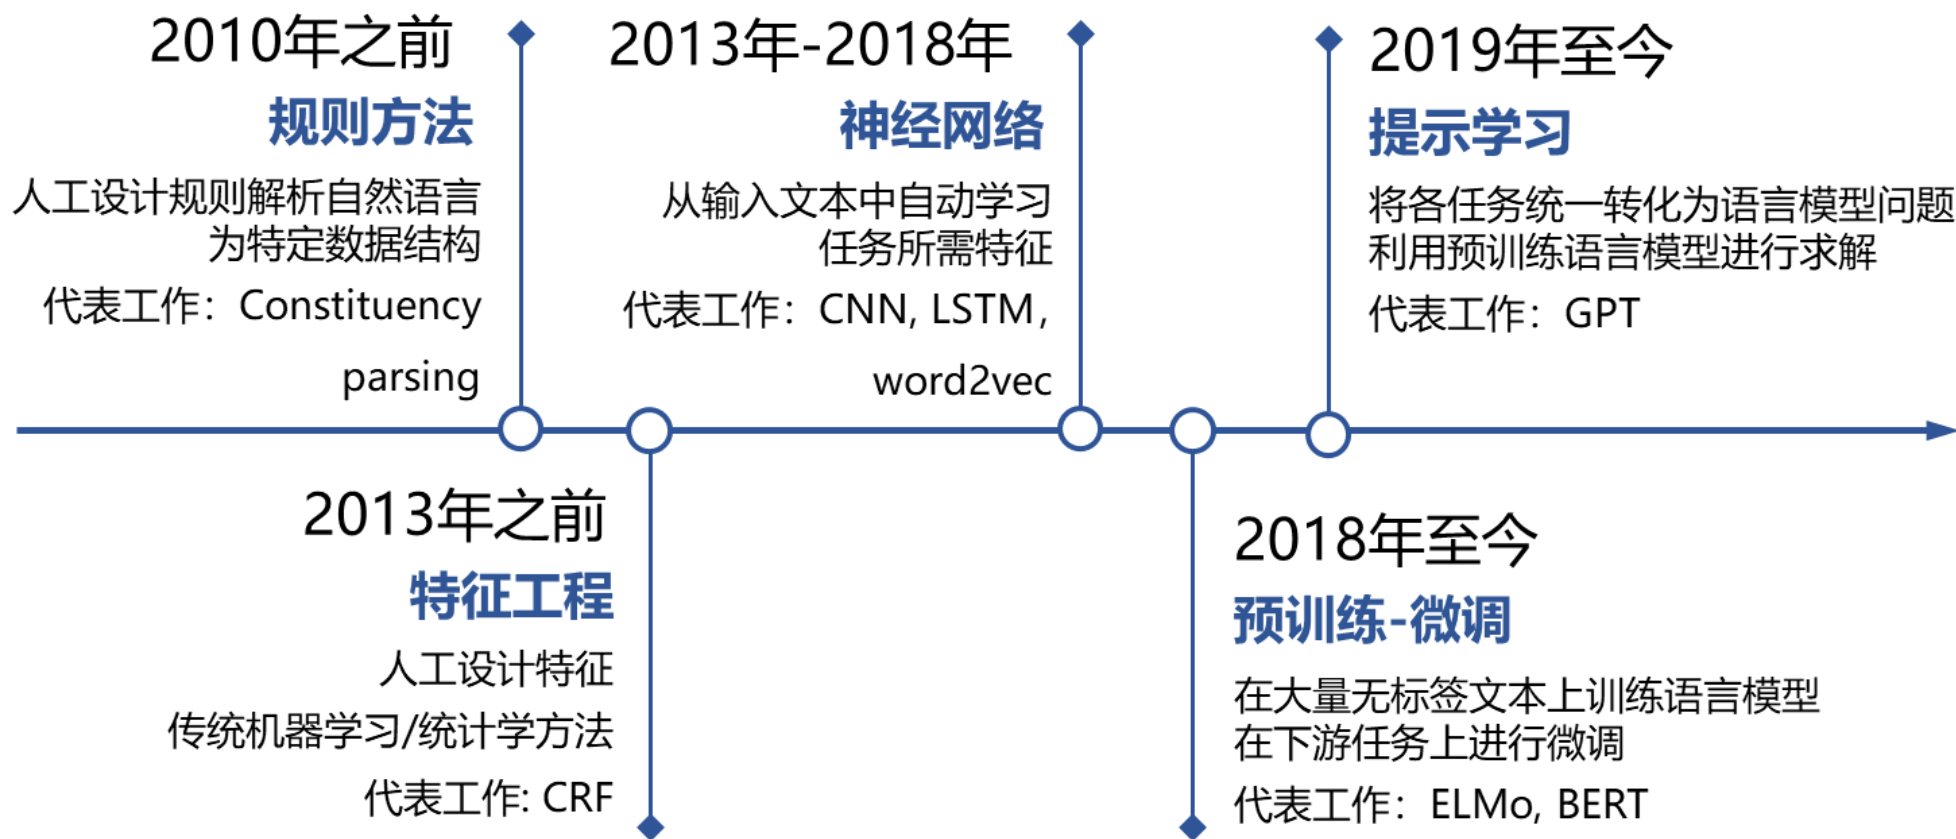 2010年之前
规则方法
人工设计规则解析自然语言
为特定数据结构
代表工作：Constituency
parsing
2013年之前
特征工程
人工设计特征
传统机器学习/统计学方法
代表工作: CRF
2013年-2018年
神经网络
从输入文本中自动学习
任务所需特征
代表工作：CNN, LSTM，
word2vec
2018年至今
预训练-微调
在大量无标签文本上训练语言模型
在下游任务上进行微调
代表工作：ELMo, BERT
2019年至今
提示学习
将各任务统一转化为语言模型问题
利用预训练语言模型进行求解
代表工作：GPT